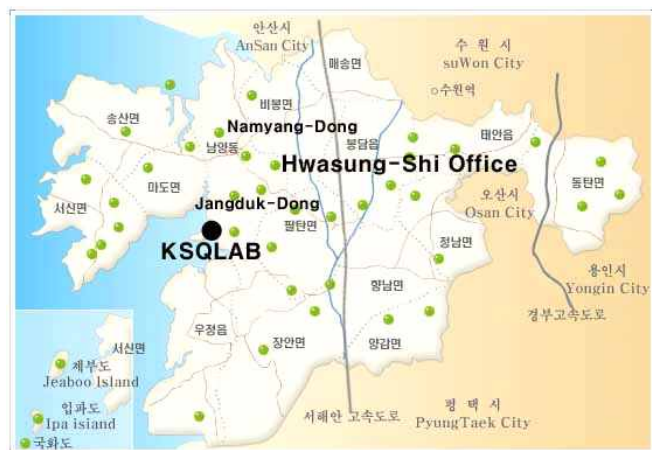 안산시
AnSan City
매송면
수 원 시
suWon City
수원역
비봉면
송산면
Namyang-Dong
남양동
봉담읍
태안읍
Hwasung-Shi Office
동탄면
마도면
서신면
오산시
Osan City
Jangduk-Dong
팔탄면
정남면
KSQLAB
용인시
Yongin City
향남면
경부고속도로
우정읍
장안면
양감면
서신면
제부도
Jeaboo Island
입파도
Ipa island
국화도
서해안 고속도로
평 택 시
PyungTaek City